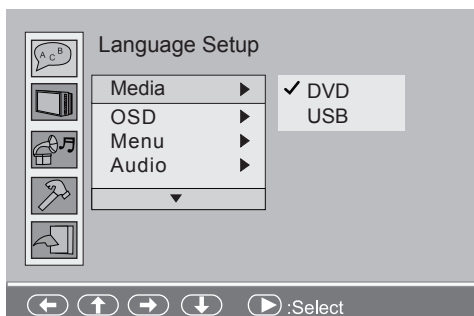 A C B
Language Setup
Media
OSD
Menu
Audio
DVD
USB
:Select